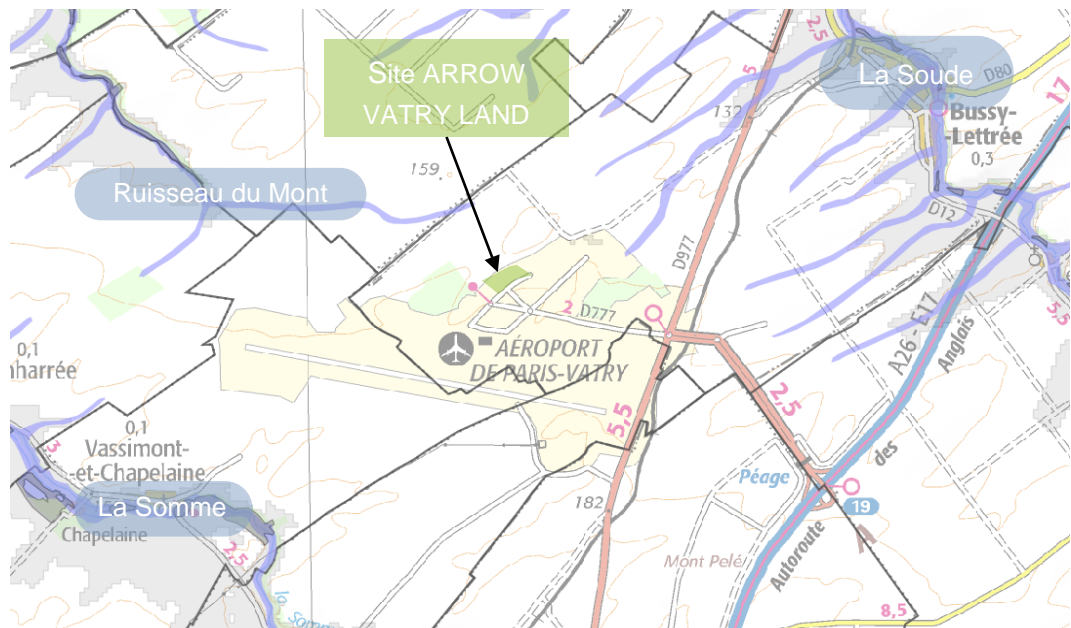 2,5
La Soude
D80
17
Site ARROW
VATRY LAND
5
132
Bussy-
-Lettrée
0,3
159
Ruisseau du Mont
D12
D977
A26 - E17
5,5
2
D777
Anglais
0,1
nharrée
AÉROPORT
DE PARIS-VATRY
5,5
2,5
des
0,1
Vassimont-
-et-Chapelaine
3
Péage
La Somme
182
19
Chapelaine
2,5
Mont Pelé
Autoroute
la Somm
8,5